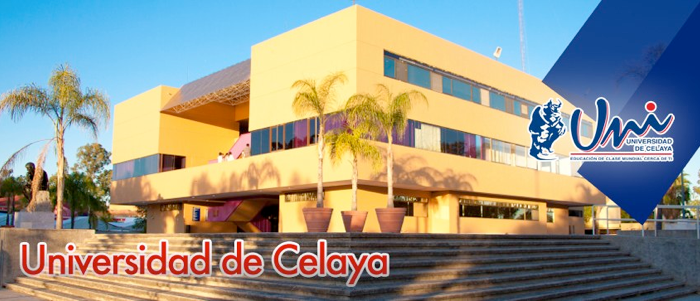 Uni
UNIVERSIDAD
DE CELAYA
EDUCACIÓN DE CLASE MUNDIAL CERCA DE TI
Universidad de Celaya